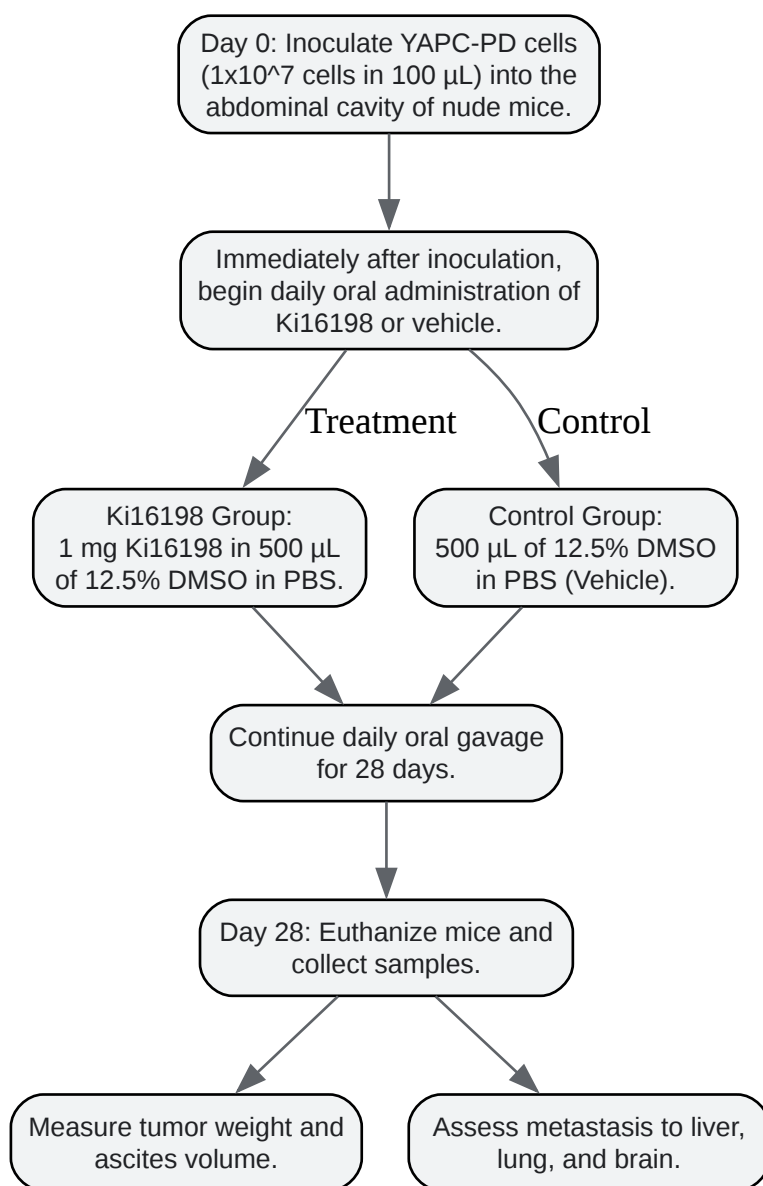 Day 0: Inoculate YAPC-PD cells
(1x10^7 cells in 100 µL) into the
abdominal cavity of nude mice.
Immediately after inoculation,
begin daily oral administration of
Ki16198 or vehicle.
Treatment
Control
Ki16198 Group:
1 mg Ki16198 in 500 µL
of 12.5% DMSO in PBS.
Control Group:
500 µL of 12.5% DMSO
in PBS (Vehicle).
Continue daily oral gavage
for 28 days.
Day 28: Euthanize mice and
collect samples.
Measure tumor weight and
ascites volume.
Assess metastasis to liver,
lung, and brain.